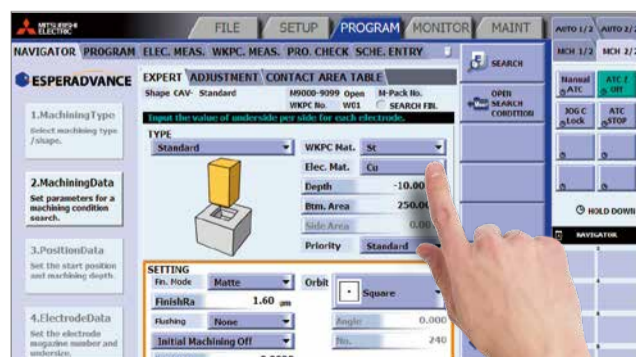 MITSUBISHI ELECTRIC
FILE SETUP PROGRAM MONITOR MAINT
AUTO 1/2 AUTO 2/2
NAVIGATOR PROGRAM ELEC. MEAS. WKPC. MEAS. PRO. CHECK SCHE. ENTRY
MCH 1/2 MCH 2/2
ESPERADVANCE
EXPERT ADJUSTMENT CONTACT AREA TABLE
SEARCH
Shape CAV- Standard M9000-9099 Open M-Pack No.
WKPC No. W01 SEARCH FBL
OPEN SEARCH CONDITION
Manual ATC
ATC Z Off
Input the value of underside per side for each electrode.
1.MachiningType
Select machining type /shape.
TYPE
Standard
WKPC Mat. St
Elec. Mat. Cu
Depth -10.00
Btm. Area 250.0
Side Area 0.00
Priority Standard
JOG C Lock
ATC STOP
2.MachiningData
Set parameters for a machining condition search.
HOLD DOWN
NAVIGATOR
3.PositionData
Set the start position and machining depth.
SETTING
Fin. Mode Matte
Orbit Square
FinishRa 1.60 μm
Flushing None
Angle 0.000
Initial Machining Off
No. 240
4.ElectrodeData
Set the electrode magazine number and undersize.